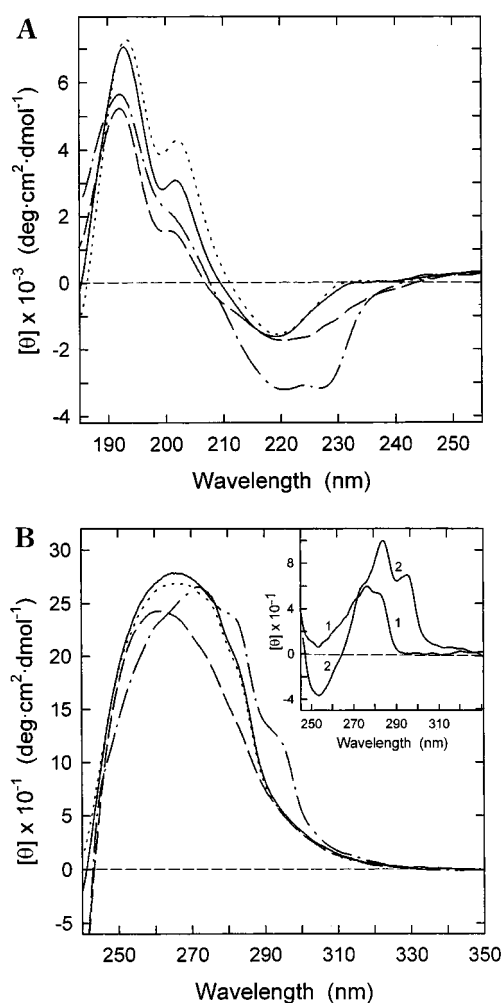 A
[θ] x 10⁻³ (deg·cm²·dmol⁻¹)
6
4
2
0
-2
-4
190 200 210 220 230 240 250
Wavelength (nm)
B
[θ] x 10⁻¹ (deg·cm²·dmol⁻¹)
30
25
20
15
10
5
0
-5
250 270 290 310 330 350
Wavelength (nm)
[θ] x 10⁻¹
8
4
0
-4
250 270 290 310
Wavelength (nm)
1
2
2
1